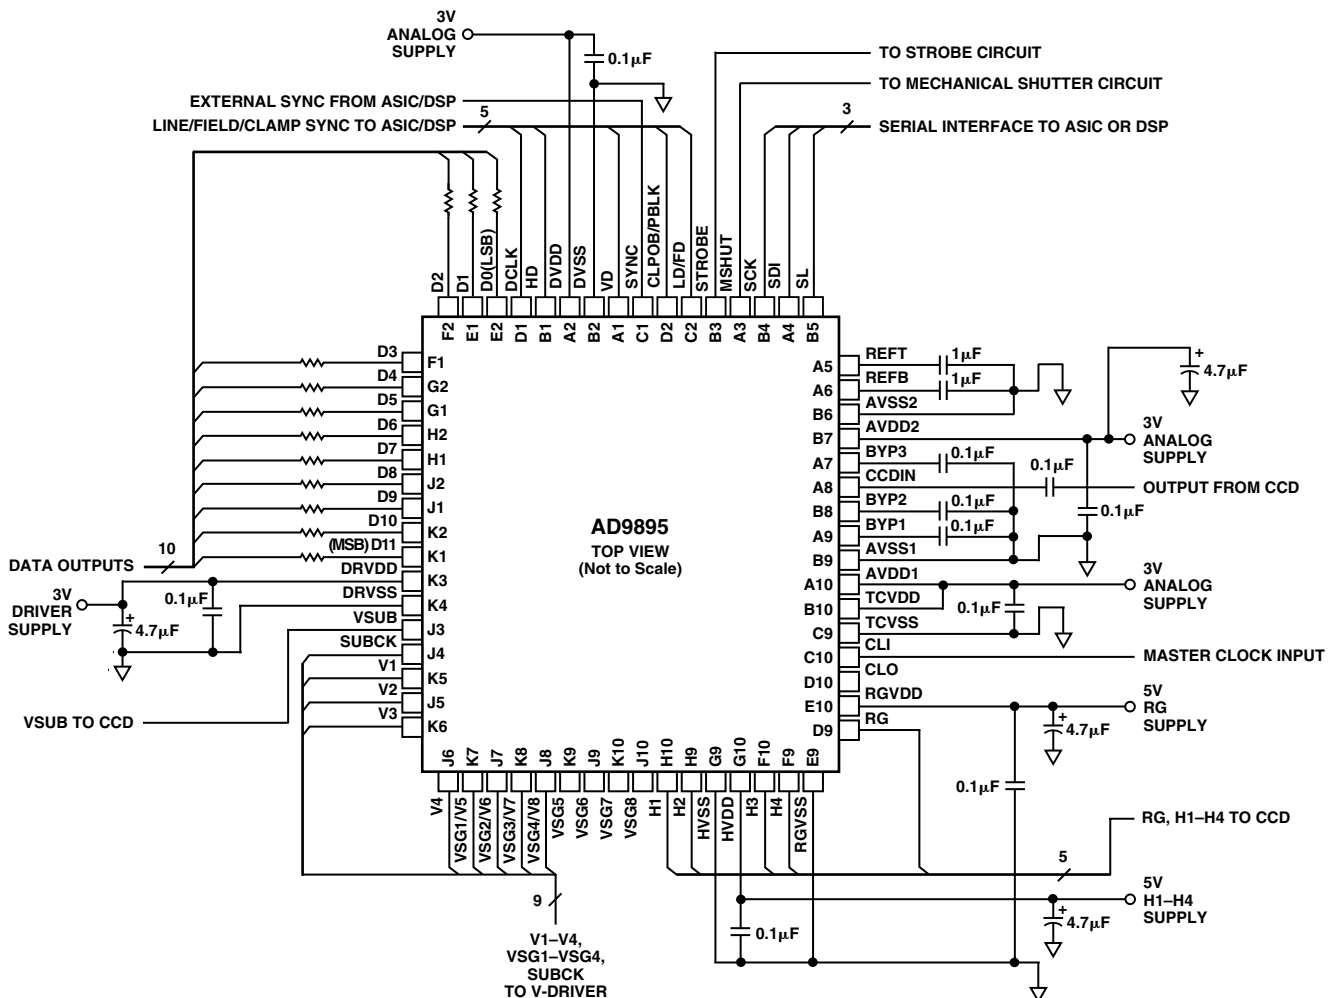 3V
ANALOG
SUPPLY
0.1µF
TO STROBE CIRCUIT
TO MECHANICAL SHUTTER CIRCUIT
EXTERNAL SYNC FROM ASIC/DSP
LINE/FIELD/CLAMP SYNC TO ASIC/DSP
5
3
SERIAL INTERFACE TO ASIC OR DSP
D2
D1
D0(LSB)
DCLK
HD
DVDD
DVSS
VD
SYNC
CLPOB/PBLK
LD/FD
STROBE
MSHUT
SCK
SDI
SL
F2
E1
E2
D1
B1
A2
B2
A1
C1
D2
C2
B3
A3
B4
A4
B5
D3
F1
D4
G2
D5
G1
D6
H2
D7
H1
D8
J2
D9
J1
D10
K2
(MSB) D11
K1
DRVDD
K3
DRVSS
K4
VSUB
J3
SUBCK
J4
V1
K5
V2
J5
V3
K6
DATA OUTPUTS
10
3V
DRIVER
SUPPLY
0.1µF
+
4.7µF
VSUB TO CCD
AD9895
TOP VIEW
(Not to Scale)
A5
REFT
1µF
A6
REFB
1µF
B6
AVSS2
B7
AVDD2
A7
BYP3
0.1µF
A8
CCDIN
0.1µF
B8
BYP2
0.1µF
A9
BYP1
0.1µF
B9
AVSS1
A10
AVDD1
B10
TCVDD
C9
TCVSS
C10
CLI
D10
CLO
E10
RGVDD
D9
RG
+
4.7µF
3V
ANALOG
SUPPLY
OUTPUT FROM CCD
0.1µF
3V
ANALOG
SUPPLY
0.1µF
MASTER CLOCK INPUT
5V
RG
SUPPLY
+
4.7µF
0.1µF
J6
K7
J7
K8
J8
K9
J9
K10
J10
H10
H9
G9
G10
F10
F9
E9
V4
VSG1/V5
VSG2/V6
VSG3/V7
VSG4/V8
VSG5
VSG6
VSG7
VSG8
H1
H2
HVSS
HVDD
H3
H4
RGVSS
RG, H1–H4 TO CCD
5
5V
H1–H4
SUPPLY
+
4.7µF
0.1µF
9
V1–V4,
VSG1–VSG4,
SUBCK
TO V-DRIVER